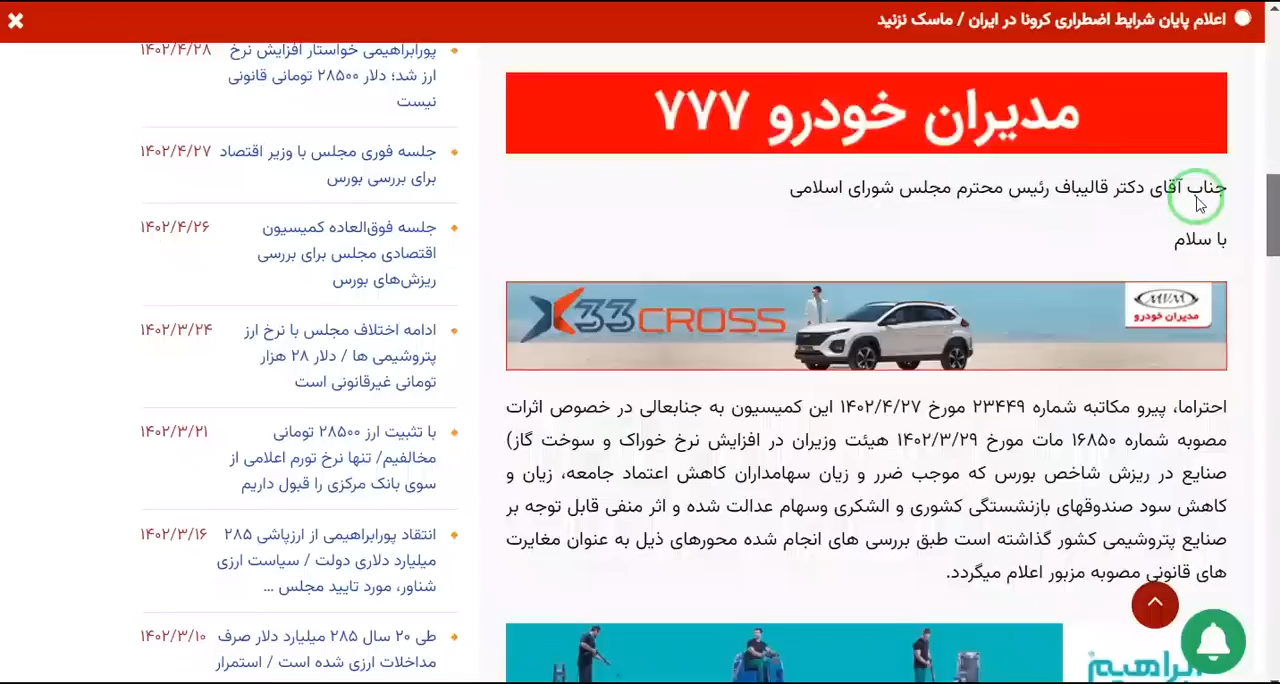 اعلام پایان شرایط اضطراری کرونا در ایران / ماسک نزنید
مدیران خودرو ۷۷۷
جناب آقای دکتر قالیباف رئیس محترم مجلس شورای اسلامی
با سلام
X33CROSS
MVM
مدیران خودرو
احتراما، پیرو مکاتبه شماره ۲۳۴۴۹ مورخ ۱۴۰۲/۴/۲۷ این کمیسیون به جنابعالی در خصوص اثرات
مصوبه شماره ۱۶۸۵۰ مات مورخ ۱۴۰۲/۳/۲۹ هیئت وزیران در افزایش نرخ خوراک و سوخت گاز)
صنایع در ریزش شاخص بورس که موجب ضرر و زیان سهامداران کاهش اعتماد جامعه، زیان و
کاهش سود صندوقهای بازنشستگی کشوری و الشکری وسهام عدالت شده و اثر منفی قابل توجه بر
صنایع پتروشیمی کشور گذاشته است طبق بررسی های انجام شده محورهای ذیل به عنوان مغایرت
های قانونی مصوبه مزبور اعلام میگردد.
پورابراهیمی خواستار افزایش نرخ ۱۴۰۲/۴/۲۸
ارز شد؛ دلار ۲۸۵۰۰ تومانی قانونی
نیست
جلسه فوری مجلس با وزیر اقتصاد ۱۴۰۲/۴/۲۷
برای بررسی بورس
جلسه فوق‌العاده کمیسیون ۱۴۰۲/۴/۲۶
اقتصادی مجلس برای بررسی
ریزش‌های بورس
ادامه اختلاف مجلس با نرخ ارز ۱۴۰۲/۳/۲۴
پتروشیمی ها / دلار ۲۸ هزار
تومانی غیرقانونی است
با تثبیت ارز ۲۸۵۰۰ تومانی ۱۴۰۲/۳/۲۱
مخالفیم/ تنها نرخ تورم اعلامی از
سوی بانک مرکزی را قبول داریم
انتقاد پورابراهیمی از ارزپاشی ۲۸۵ ۱۴۰۲/۳/۱۶
میلیارد دلاری دولت / سیاست ارزی
شناور، مورد تایید مجلس ...
طی ۲۰ سال ۲۸۵ میلیارد دلار صرف ۱۴۰۲/۳/۱۰
مداخلات ارزی شده است / استمرار